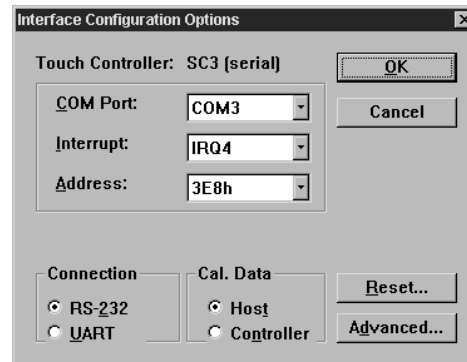 Interface Configuration Options
Touch Controller: SC3 (serial)
COM Port: COM3
Interrupt: IRQ4
Address: 3E8h
OK
Cancel
Connection
RS-232
UART
Cal. Data
Host
Controller
Reset...
Advanced...